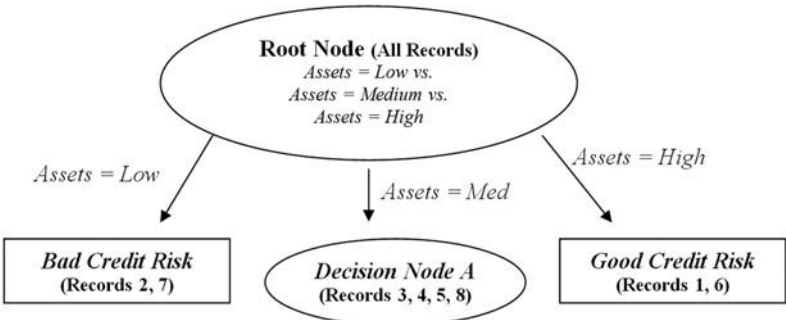 Root Node (All Records)
Assets = Low vs.
Assets = Medium vs.
Assets = High
Assets = Low
Assets = Med
Assets = High
Bad Credit Risk
(Records 2, 7)
Decision Node A
(Records 3, 4, 5, 8)
Good Credit Risk
(Records 1, 6)